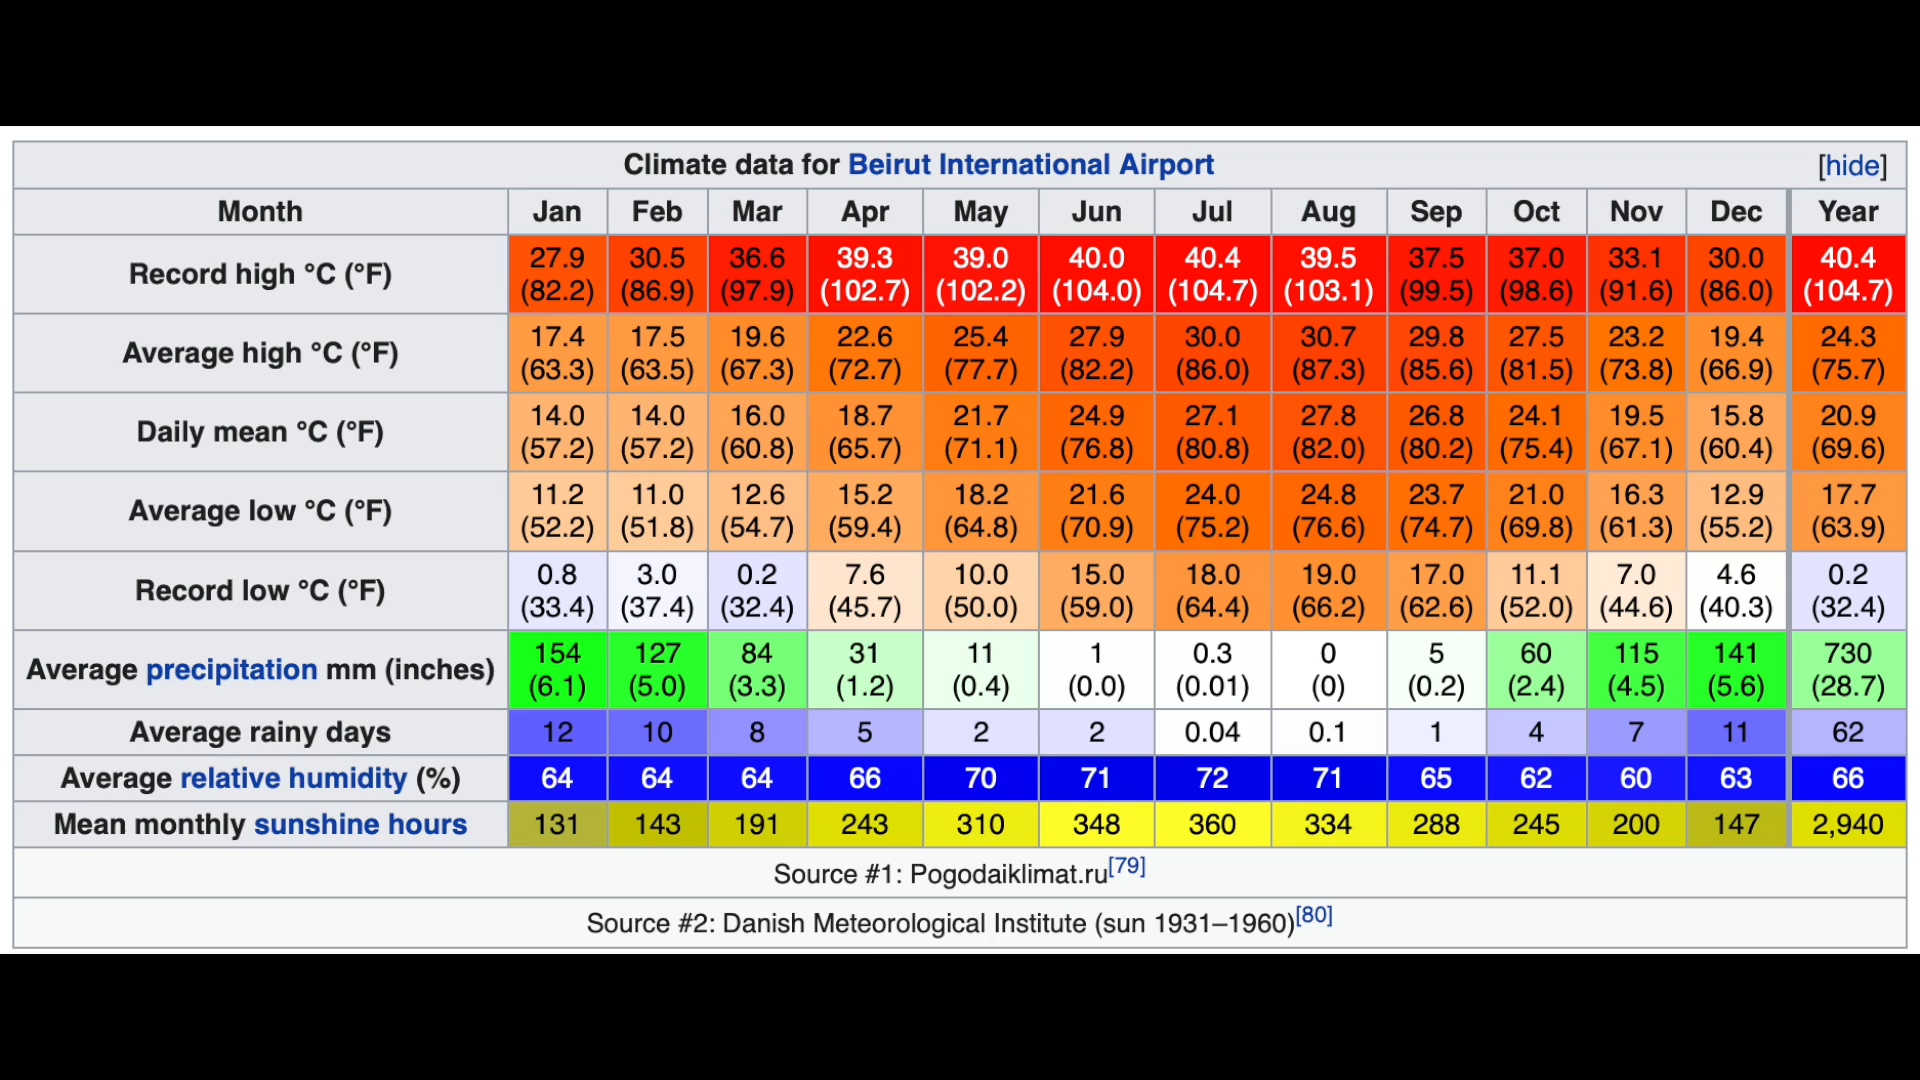 Climate data for Beirut International Airport [hide]
Month Jan Feb Mar Apr May Jun Jul Aug Sep Oct Nov Dec Year
Record high °C (°F) 27.9 (82.2) 30.5 (86.9) 36.6 (97.9) 39.3 (102.7) 39.0 (102.2) 40.0 (104.0) 40.4 (104.7) 39.5 (103.1) 37.5 (99.5) 37.0 (98.6) 33.1 (91.6) 30.0 (86.0) 40.4 (104.7)
Average high °C (°F) 17.4 (63.3) 17.5 (63.5) 19.6 (67.3) 22.6 (72.7) 25.4 (77.7) 27.9 (82.2) 30.0 (86.0) 30.7 (87.3) 29.8 (85.6) 27.5 (81.5) 23.2 (73.8) 19.4 (66.9) 24.3 (75.7)
Daily mean °C (°F) 14.0 (57.2) 14.0 (57.2) 16.0 (60.8) 18.7 (65.7) 21.7 (71.1) 24.9 (76.8) 27.1 (80.8) 27.8 (82.0) 26.8 (80.2) 24.1 (75.4) 19.5 (67.1) 15.8 (60.4) 20.9 (69.6)
Average low °C (°F) 11.2 (52.2) 11.0 (51.8) 12.6 (54.7) 15.2 (59.4) 18.2 (64.8) 21.6 (70.9) 24.0 (75.2) 24.8 (76.6) 23.7 (74.7) 21.0 (69.8) 16.3 (61.3) 12.9 (55.2) 17.7 (63.9)
Record low °C (°F) 0.8 (33.4) 3.0 (37.4) 0.2 (32.4) 7.6 (45.7) 10.0 (50.0) 15.0 (59.0) 18.0 (64.4) 19.0 (66.2) 17.0 (62.6) 11.1 (52.0) 7.0 (44.6) 4.6 (40.3) 0.2 (32.4)
Average precipitation mm (inches) 154 (6.1) 127 (5.0) 84 (3.3) 31 (1.2) 11 (0.4) 1 (0.0) 0.3 (0.01) 0 (0) 5 (0.2) 60 (2.4) 115 (4.5) 141 (5.6) 730 (28.7)
Average rainy days 12 10 8 5 2 2 0.04 0.1 1 4 7 11 62
Average relative humidity (%) 64 64 64 66 70 71 72 71 65 62 60 63 66
Mean monthly sunshine hours 131 143 191 243 310 348 360 334 288 245 200 147 2,940
Source #1: Pogodaiklimat.ru[79]
Source #2: Danish Meteorological Institute (sun 1931–1960)[80]